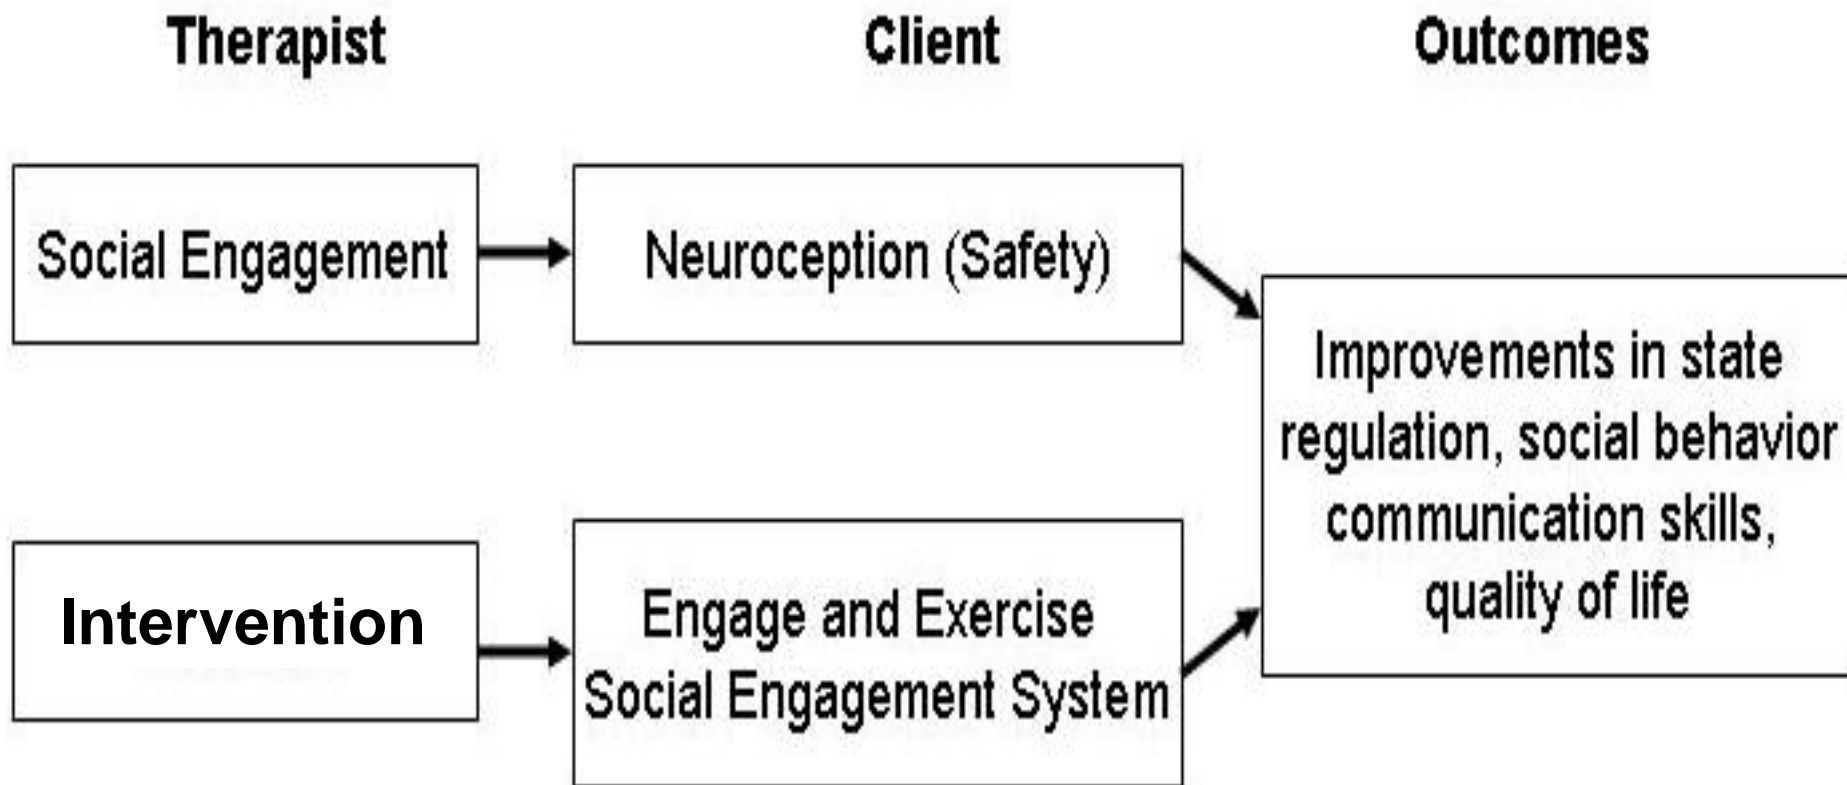 Therapist
Client
Outcomes
Social Engagement
Neuroception (Safety)
Improvements in state
regulation, social behavior
communication skills,
quality of life
Intervention
Engage and Exercise
Social Engagement System